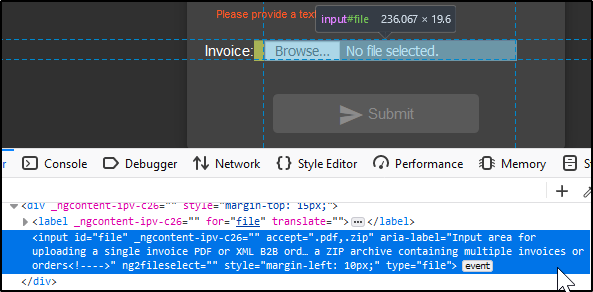 Please provide a text
input#file 236.067 × 19.6
Invoice: Browse... No file selected.
Submit
Console Debugger Network Style Editor Performance Memory
<div _ngcontent-ipv-c26="" style="margin-top: 15px;">
<label _ngcontent-ipv-c26="" for="file" translate=""> ... </label>
<input id="file" _ngcontent-ipv-c26="" accept=".pdf,.zip" aria-label="Input area for
uploading a single invoice PDF or XML B2B ord… a ZIP archive containing multiple invoices or
orders<!---->" ng2fileselect="" style="margin-left: 10px;" type="file"> event
</div>